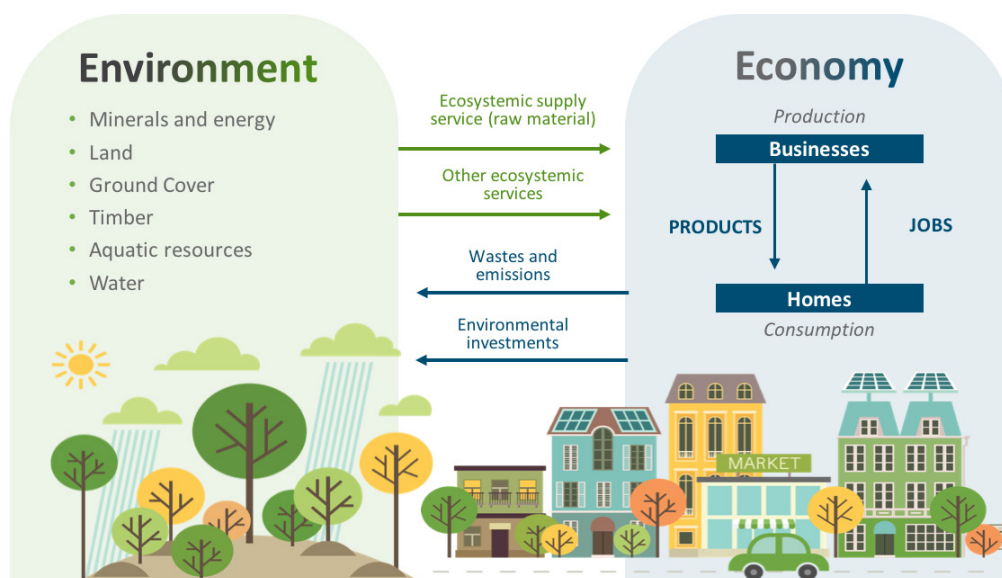 Environment
• Minerals and energy
• Land
• Ground Cover
• Timber
• Aquatic resources
• Water
Ecosystemic supply
service (raw material)
Other ecosystemic
services
Wastes and
emissions
Environmental
investments
Economy
Production
Businesses
PRODUCTS
JOBS
Homes
Consumption
MARKET